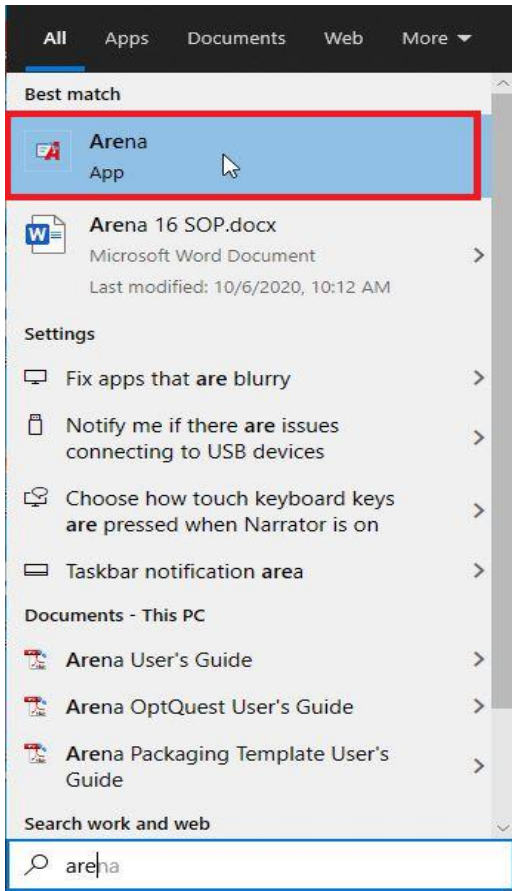 All Apps Documents Web More
Best match
Arena
App
Arena 16 SOP.docx
Microsoft Word Document
Last modified: 10/6/2020, 10:12 AM
Settings
Fix apps that are blurry
Notify me if there are issues
connecting to USB devices
Choose how touch keyboard keys
are pressed when Narrator is on
Taskbar notification area
Documents - This PC
Arena User's Guide
Arena OptQuest User's Guide
Arena Packaging Template User's
Guide
Search work and web
arena